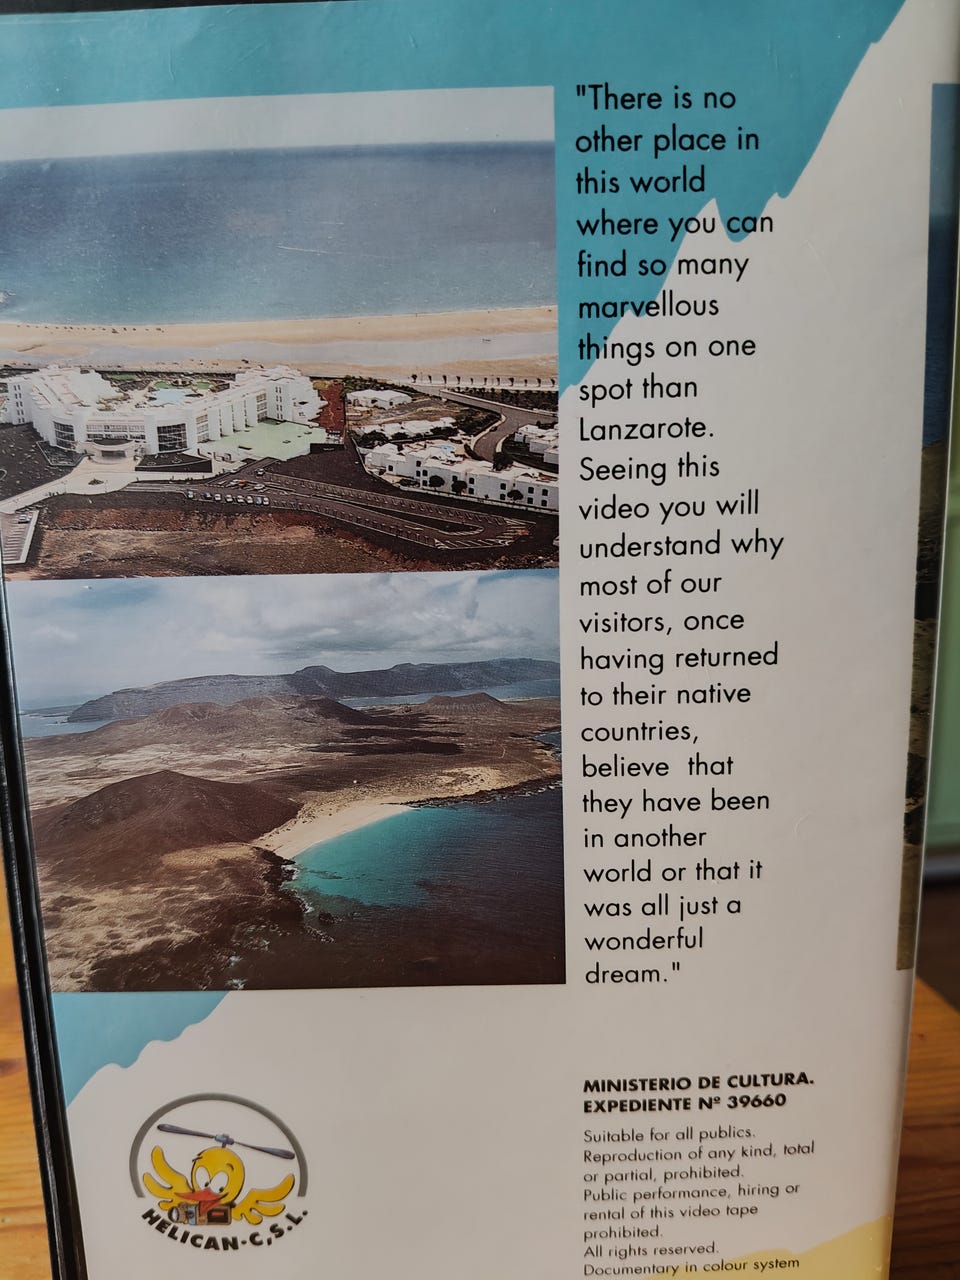 "There is no
other place in
this world
where you can
find so many
marvellous
things on one
spot than
Lanzarote.
Seeing this
video you will
understand why
most of our
visitors, once
having returned
to their native
countries,
believe that
they have been
in another
world or that it
was all just a
wonderful
dream."
MINISTERIO DE CULTURA.
EXPEDIENTE Nº 39660
Suitable for all publics.
Reproduction of any kind, total
or partial, prohibited.
Public performance, hiring or
rental of this video tape
prohibited.
All rights reserved.
Documentary in colour system
HELICAN-C,S.L.